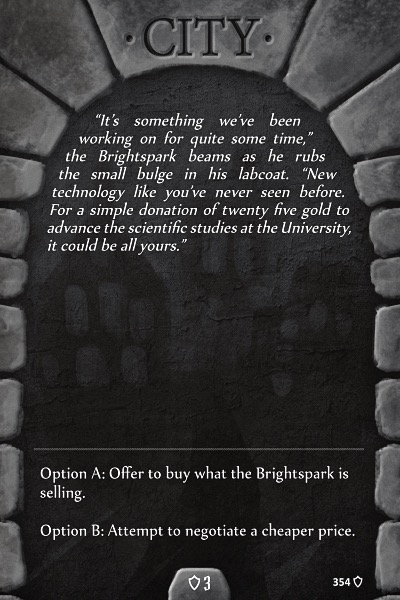 CITY
“It’s something we’ve been
working on for quite some time,”
the Brightspark beams as he rubs
the small bulge in his labcoat. “New
technology like you’ve never seen before.
For a simple donation of twenty five gold to
advance the scientific studies at the University,
it could be all yours.”
Option A: Offer to buy what the Brightspark is
selling.
Option B: Attempt to negotiate a cheaper price.
3
354